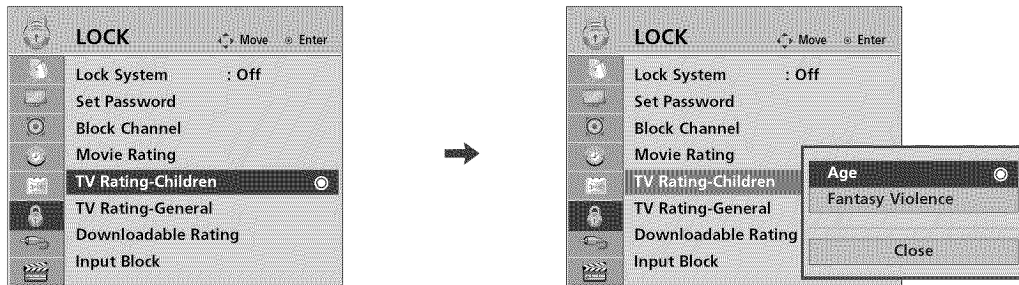 LOCK Move Enter
Lock System : Off
Set Password
Block Channel
Movie Rating
TV Rating-Children
TV Rating-General
Downloadable Rating
Input Block
LOCK Move Enter
Lock System : Off
Set Password
Block Channel
Movie Rating
TV Rating-Children
TV Rating-General
Downloadable Rating
Input Block
Age
Fantasy Violence
Close